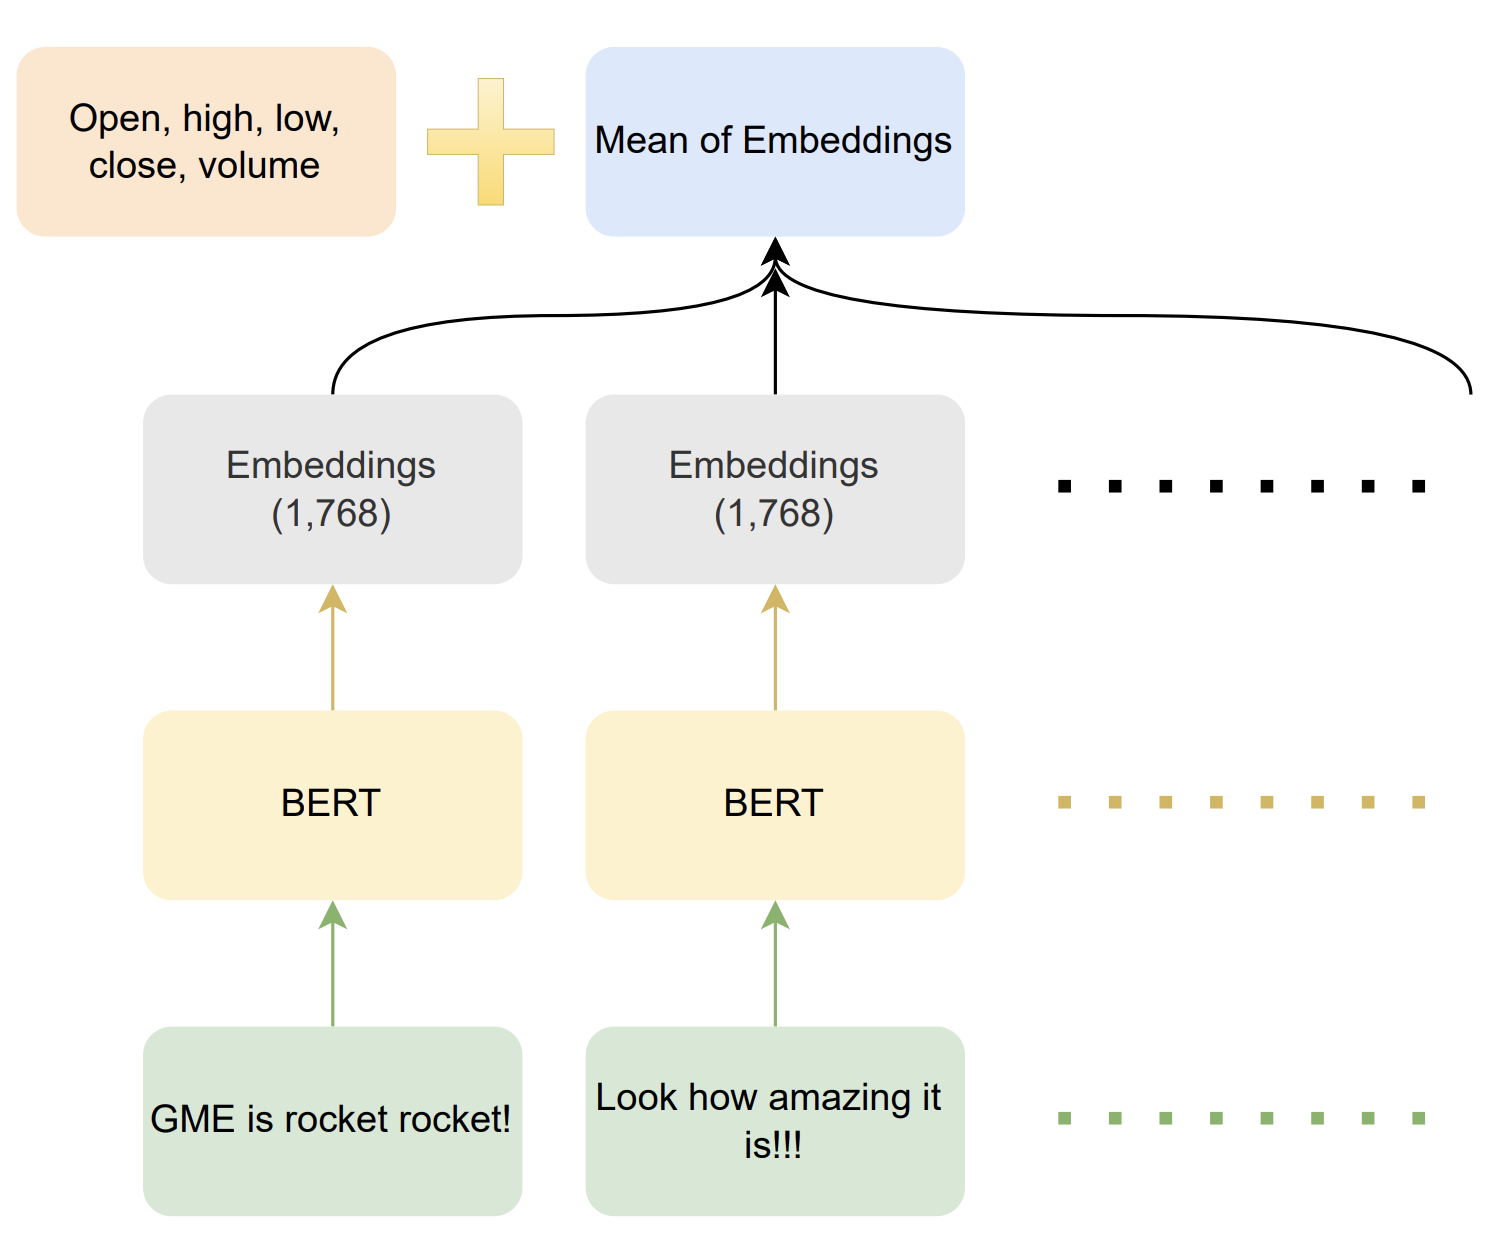 Open, high, low,
close, volume
Mean of Embeddings
Embeddings
(1,768)
Embeddings
(1,768)
BERT
BERT
GME is rocket rocket!
Look how amazing it
is!!!